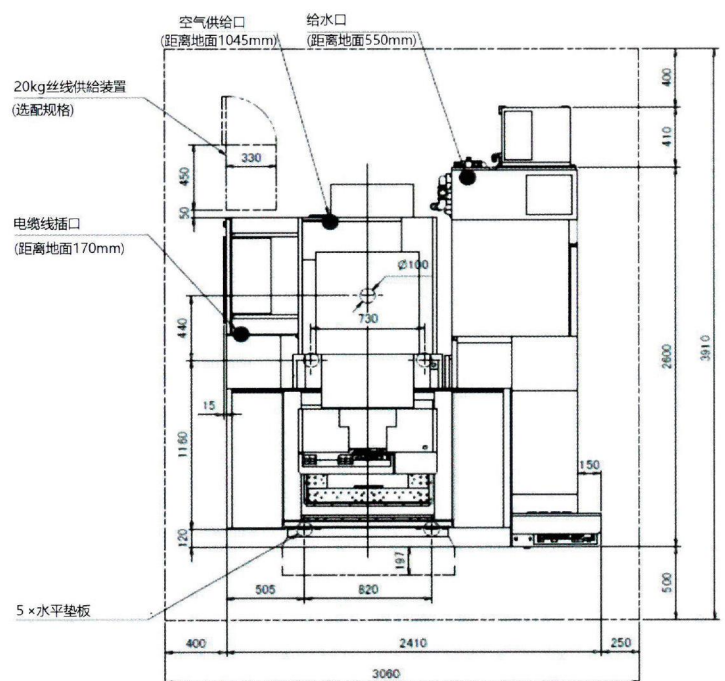 空气供给口
(距离地面1045mm)
给水口
(距离地面550mm)
20kg丝线供給装置
(选配规格)
电缆线插口
(距离地面170mm)
400
410
330
450
50
Ø100
730
440
2600
3910
15
1160
150
120
197
500
5×水平垫板
505
820
400
2410
250
3060